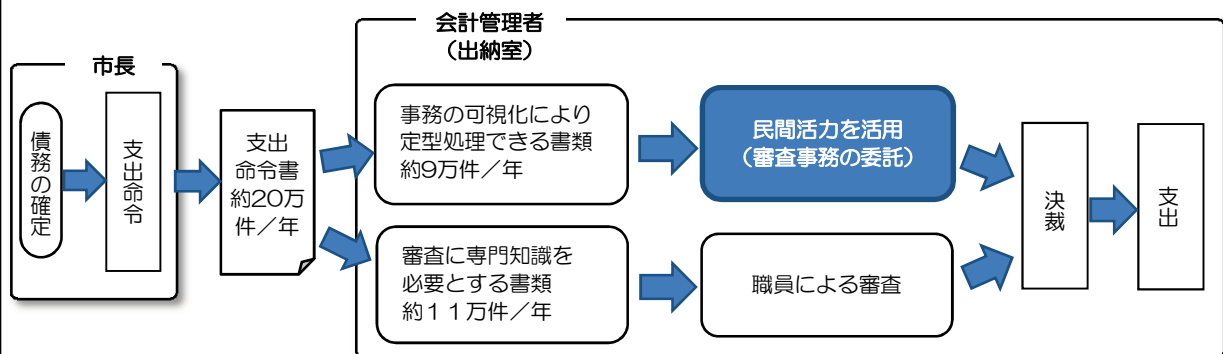 会計管理者
（出納室）
市長
債務の確定
支出命令
支出
命令書
約20万
件／年
事務の可視化により
定型処理できる書類
約9万件／年
民間活力を活用
（審査事務の委託）
審査に専門知識を
必要とする書類
約１１万件／年
職員による審査
決裁
支出